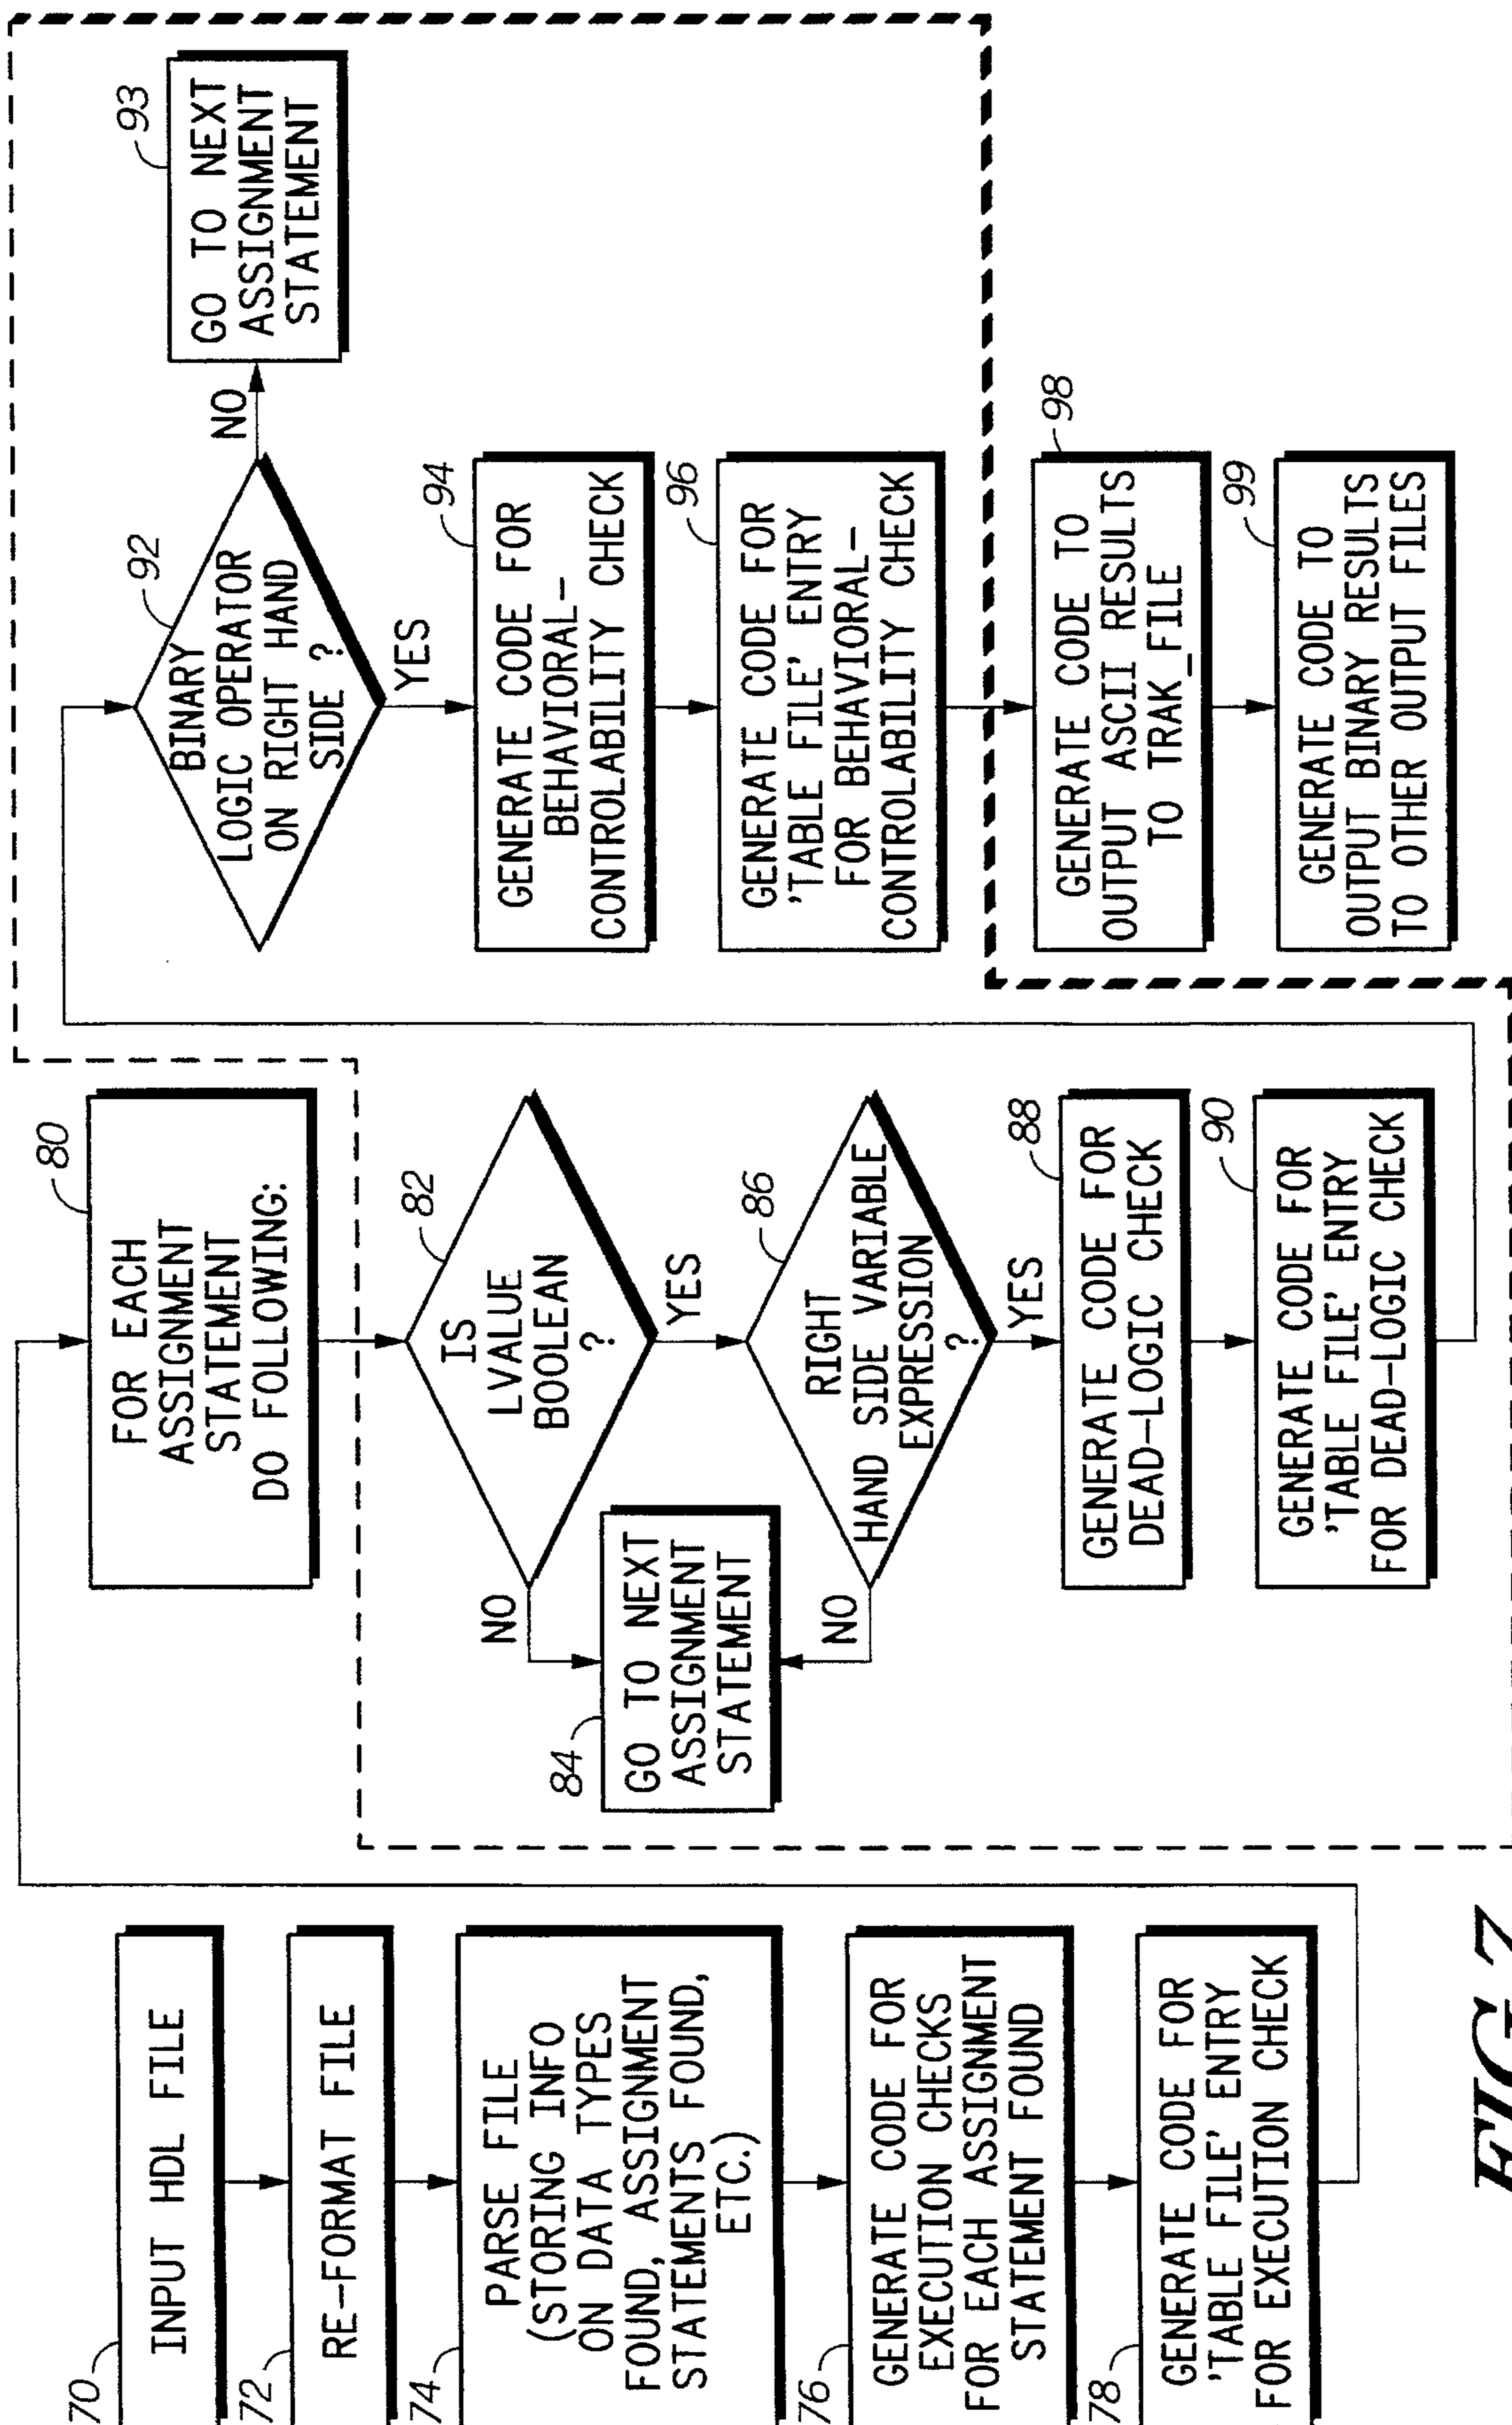 70
INPUT HDL FILE
72
RE-FORMAT FILE
74
PARSE FILE
(STORING INFO
ON DATA TYPES
FOUND, ASSIGNMENT
STATEMENTS FOUND,
ETC.)
76
GENERATE CODE FOR
EXECUTION CHECKS
FOR EACH ASSIGNMENT
STATEMENT FOUND
78
GENERATE CODE FOR
'TABLE FILE' ENTRY
FOR EXECUTION CHECK
80
FOR EACH
ASSIGNMENT
STATEMENT
DO FOLLOWING:
82
IS
LVALUE
BOOLEAN
?
NO
YES
84
GO TO NEXT
ASSIGNMENT
STATEMENT
86
RIGHT
HAND SIDE VARIABLE
EXPRESSION
?
NO
YES
88
GENERATE CODE FOR
DEAD-LOGIC CHECK
90
GENERATE CODE FOR
'TABLE FILE' ENTRY
FOR DEAD-LOGIC CHECK
92
BINARY
LOGIC OPERATOR
ON RIGHT HAND
SIDE ?
NO
YES
93
GO TO NEXT
ASSIGNMENT
STATEMENT
94
GENERATE CODE FOR
BEHAVIORAL-
CONTROLABILITY CHECK
96
GENERATE CODE FOR
'TABLE FILE' ENTRY
FOR BEHAVIORAL-
CONTROLABILITY CHECK
98
GENERATE CODE TO
OUTPUT ASCII RESULTS
TO TRAK_FILE
99
GENERATE CODE TO
OUTPUT BINARY RESULTS
TO OTHER OUTPUT FILES
FIG.7